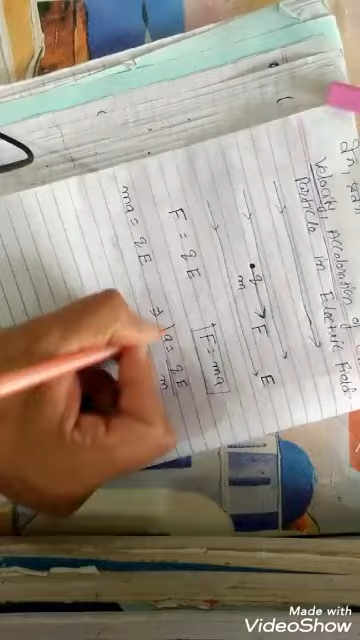 Velocity, Acceleration of
Particle in Electric Field
q
m
F
E
F = qE
F = ma
ma = qE
⇒ a = qE/m
Made with
VideoShow